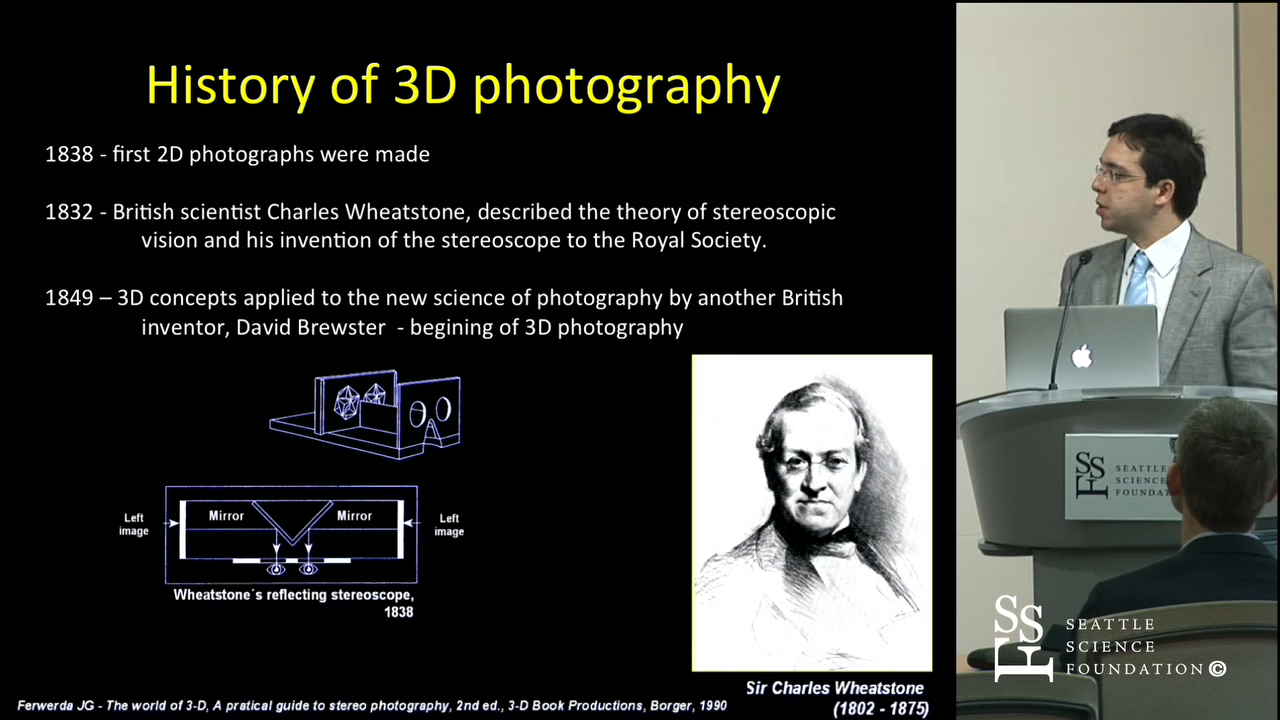 History of 3D photography
1838 - first 2D photographs were made
1832 - British scientist Charles Wheatstone, described the theory of stereoscopic
vision and his invention of the stereoscope to the Royal Society.
1849 – 3D concepts applied to the new science of photography by another British
inventor, David Brewster - begining of 3D photography
Left
image
Mirror
Mirror
Left
image
Wheatstone´s reflecting stereoscope,
1838
Sir Charles Wheatstone
(1802 - 1875)
Ferwerda JG - The world of 3-D, A pratical guide to stereo photography, 2nd ed., 3-D Book Productions, Borger, 1990
SSF
SEATTLE
SCIENCE
FOUNDAT
SSF
SEATTLE
SCIENCE
FOUNDATION©